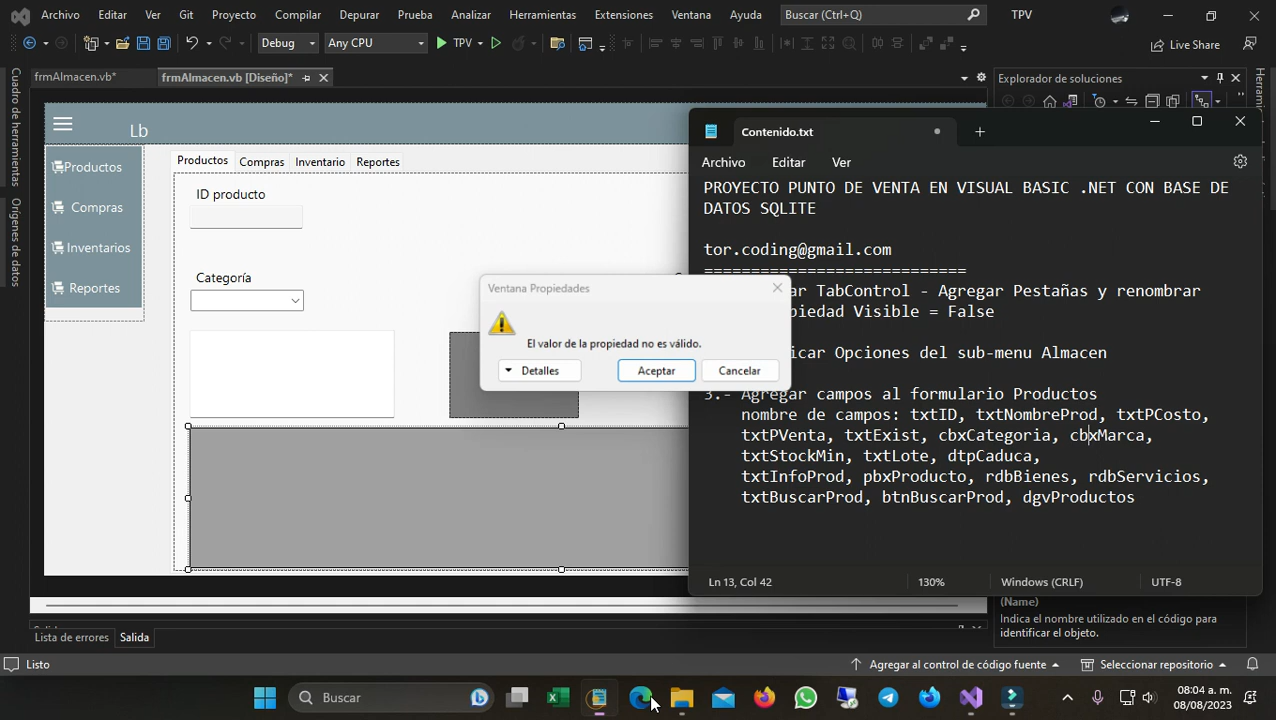 Archivo Editar Ver Git Proyecto Compilar Depurar Prueba Analizar Herramientas Extensiones Ventana Ayuda Buscar (Ctrl+Q) TPV
Debug Any CPU TPV Live Share
frmAlmacen.vb* frmAlmacen.vb [Diseño]* Explorador de soluciones
Cuadro de herramientas
Orígenes de datos
Lb
Productos
Compras
Inventarios
Reportes
Productos Compras Inventario Reportes
ID producto
Categoría
Ventana Propiedades
El valor de la propiedad no es válido.
Detalles Aceptar Cancelar
Contenido.txt
Archivo Editar Ver
PROYECTO PUNTO DE VENTA EN VISUAL BASIC .NET CON BASE DE
DATOS SQLITE
tor.coding@gmail.com
============================
ar TabControl - Agregar Pestañas y renombrar
piedad Visible = False
icar Opciones del sub-menu Almacen
3.- Agregar campos al formulario Productos
nombre de campos: txtID, txtNombreProd, txtPCosto,
txtPVenta, txtExist, cbxCategoria, cbxMarca,
txtStockMin, txtLote, dtpCaduca,
txtInfoProd, pbxProducto, rdbBienes, rdbServicios,
txtBuscarProd, btnBuscarProd, dgvProductos
Ln 13, Col 42 130% Windows (CRLF) UTF-8
(Name)
Indica el nombre utilizado en el código para
identificar el objeto.
Lista de errores Salida
Listo Agregar al control de código fuente Seleccionar repositorio
Buscar
08:04 a. m.
08/08/2023